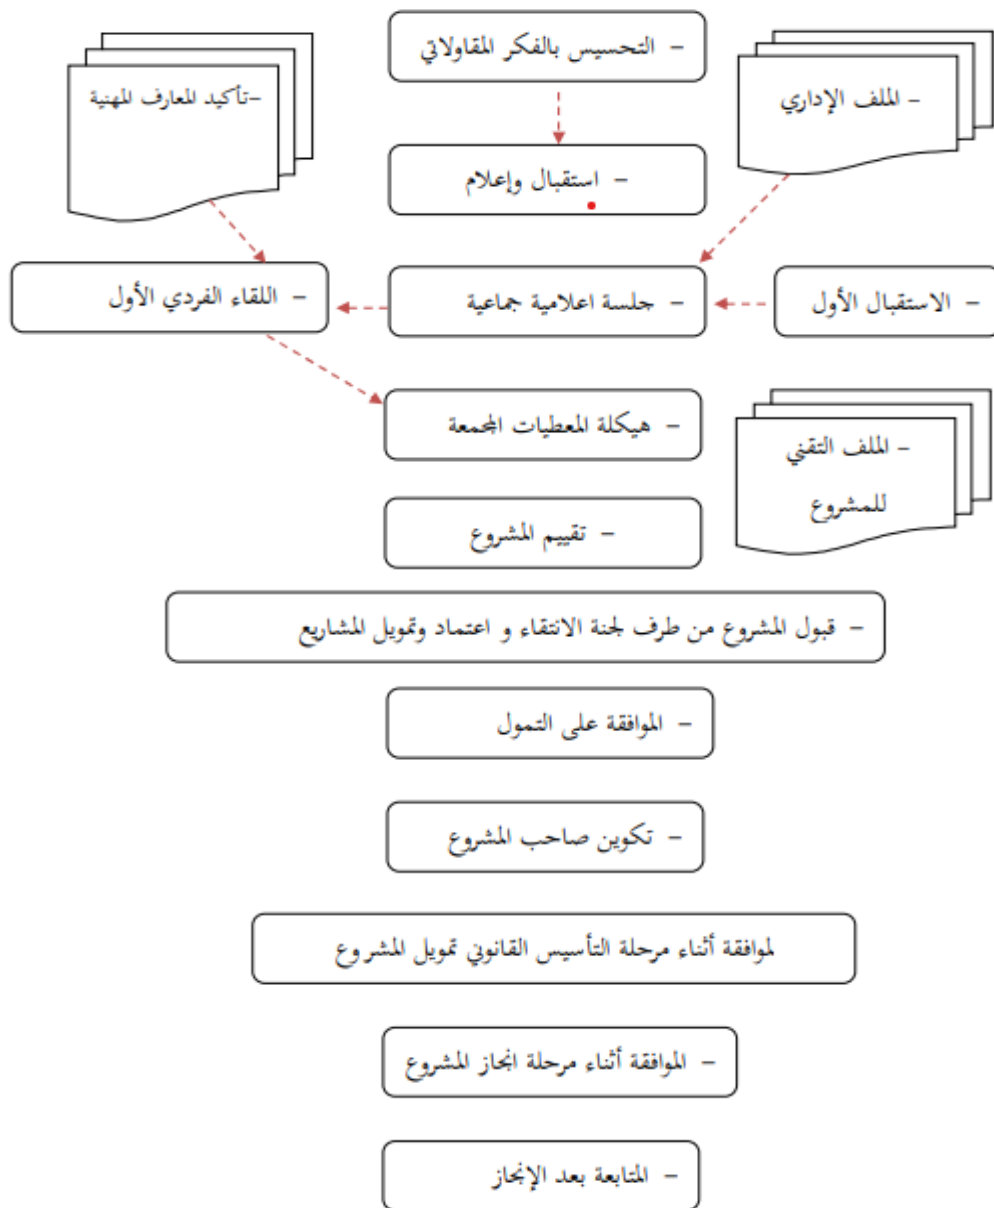 – التحسيس بالفكر المقاولاتي
– الملف الإداري
–تأكيد المعارف المهنية
– استقبال وإعلام
– الاستقبال الأول
– جلسة اعلامية جماعية
– اللقاء الفردي الأول
– هيكلة المعطيات المجمعة
– الملف التقني
للمشروع
– تقييم المشروع
– قبول المشروع من طرف لجنة الانتقاء و اعتماد وتمويل المشاريع
– الموافقة على التمول
– تكوين صاحب المشروع
لموافقة أثناء مرحلة التأسيس القانوني تمويل المشروع
– الموافقة أثناء مرحلة انجاز المشروع
– المتابعة بعد الإنجاز